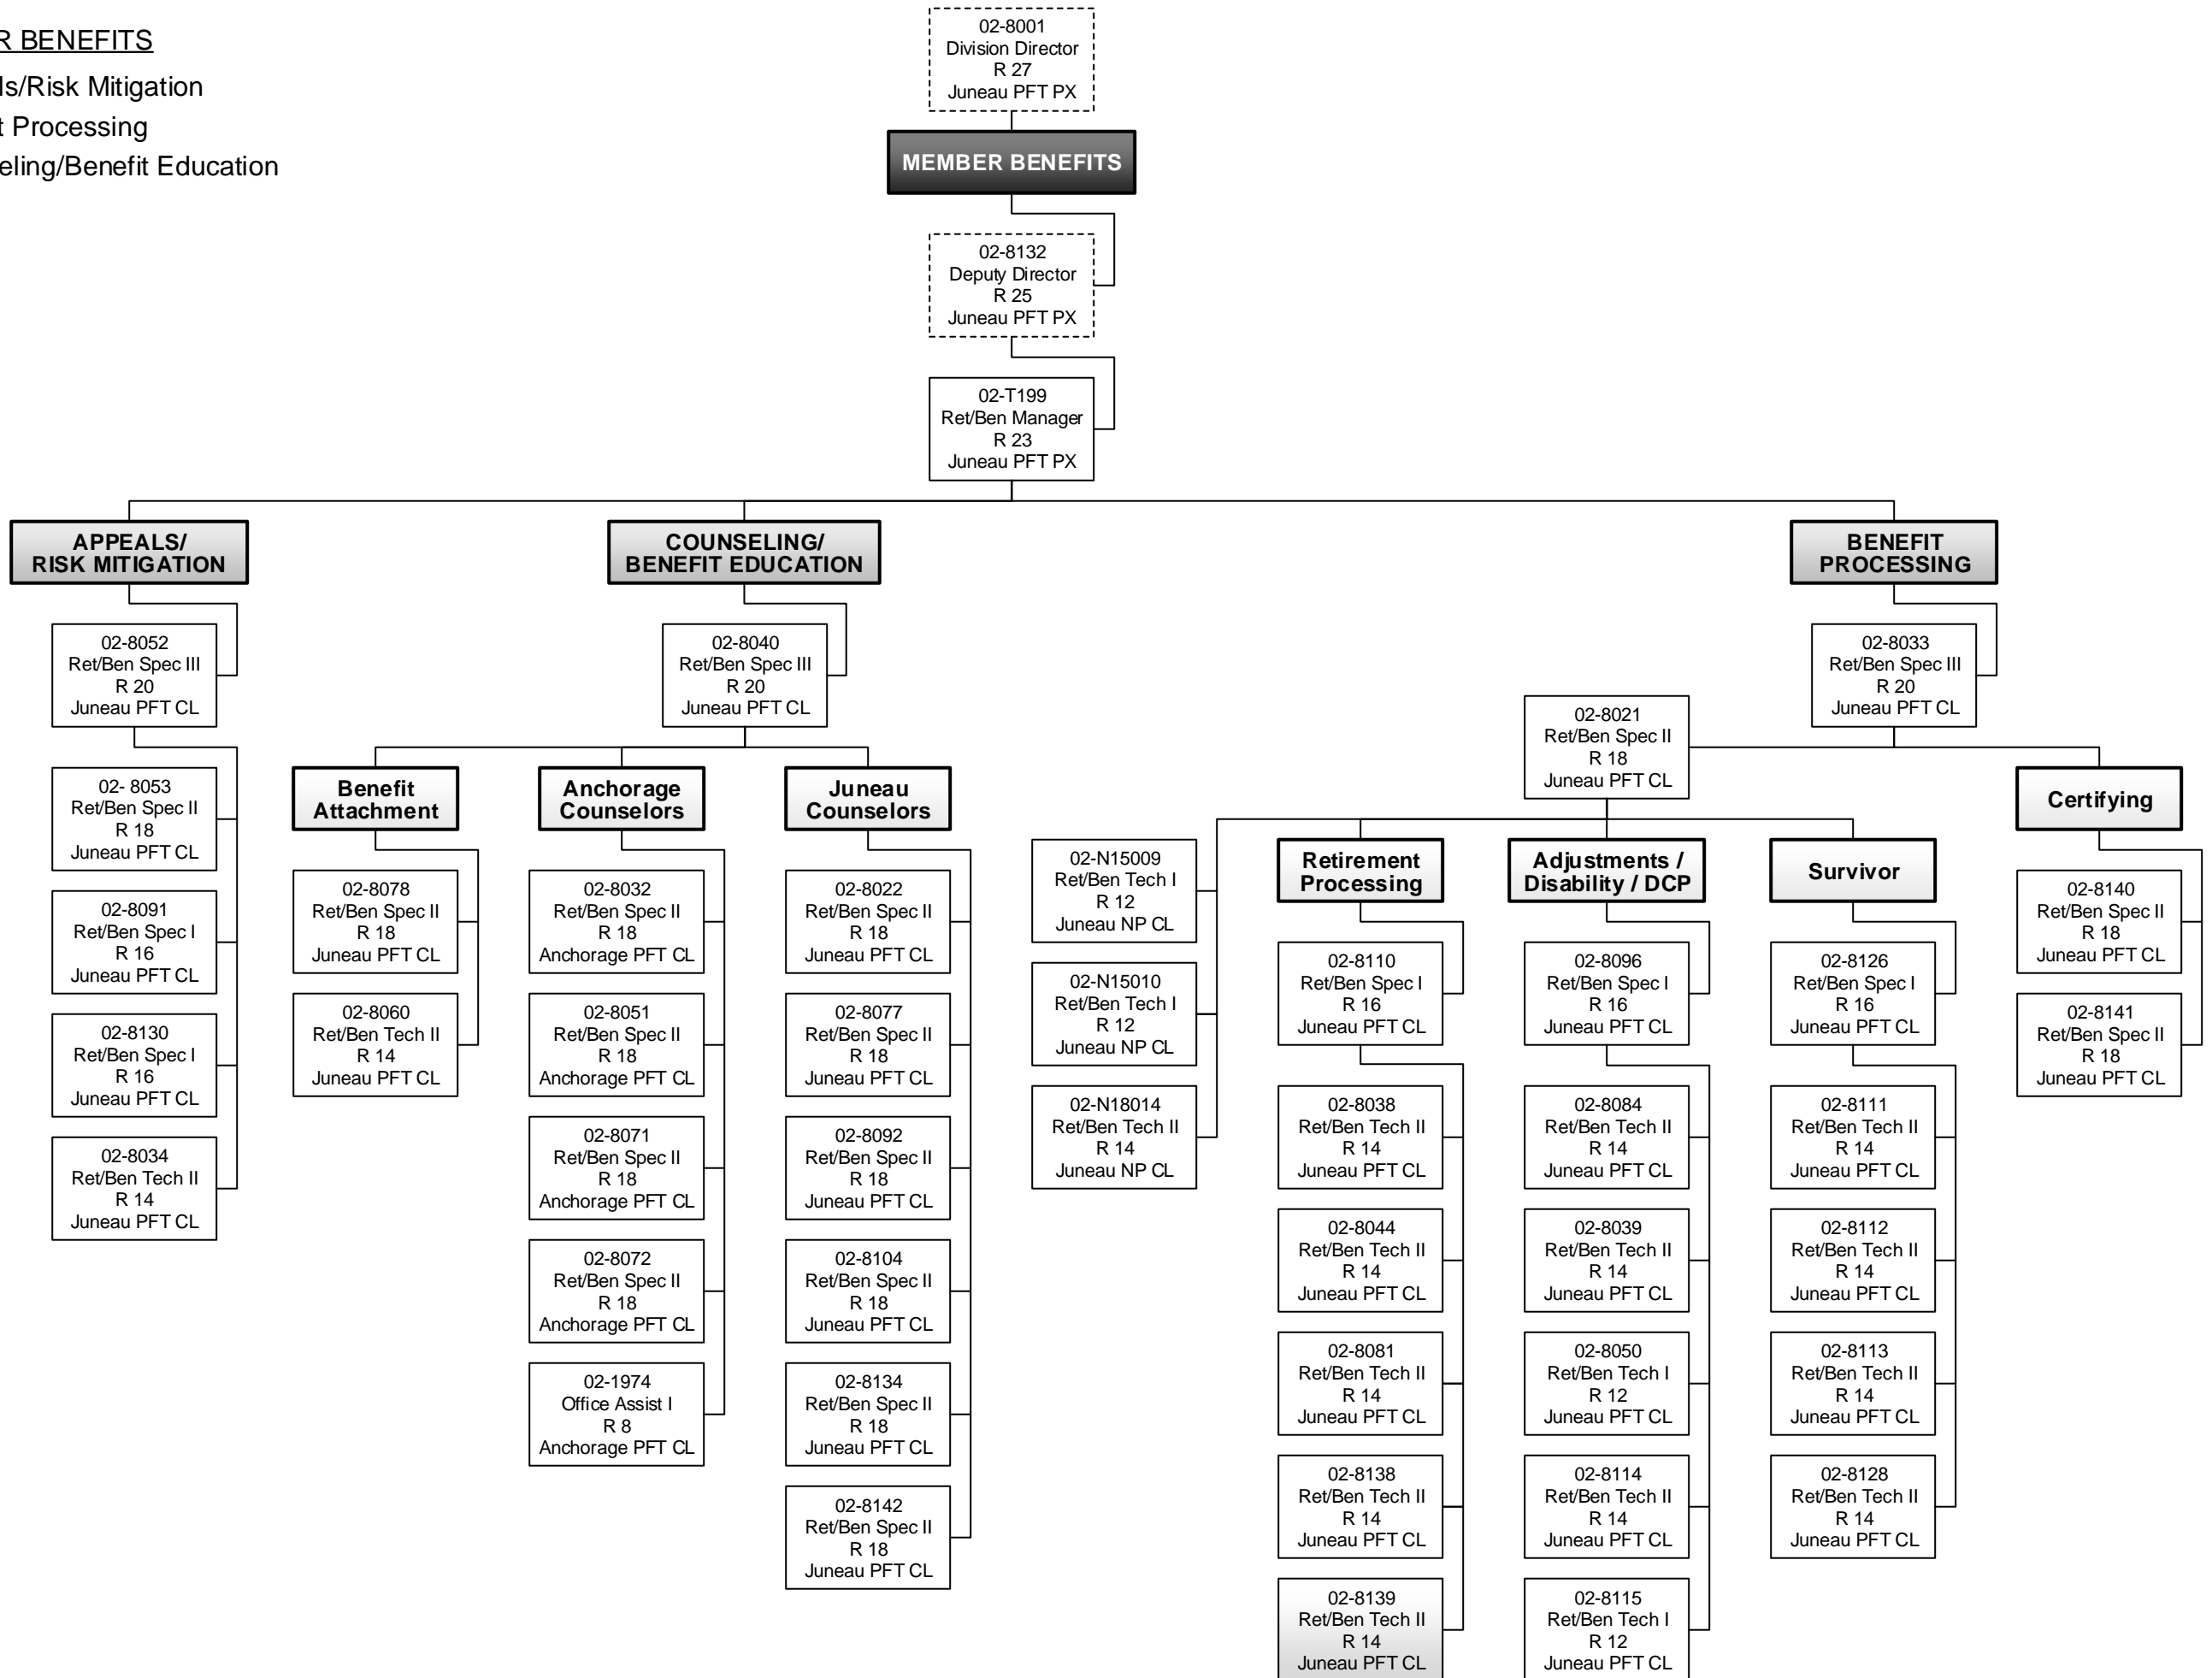 R BENEFITS
ls/Risk Mitigation
t Processing
eling/Benefit Education
02-8001
Division Director
R 27
Juneau PFT PX
MEMBER BENEFITS
02-8132
Deputy Director
R 25
Juneau PFT PX
02-T199
Ret/Ben Manager
R 23
Juneau PFT PX
APPEALS/
RISK MITIGATION
02-8052
Ret/Ben Spec III
R 20
Juneau PFT CL
02- 8053
Ret/Ben Spec II
R 18
Juneau PFT CL
02-8091
Ret/Ben Spec I
R 16
Juneau PFT CL
02-8130
Ret/Ben Spec I
R 16
Juneau PFT CL
02-8034
Ret/Ben Tech II
R 14
Juneau PFT CL
COUNSELING/
BENEFIT EDUCATION
02-8040
Ret/Ben Spec III
R 20
Juneau PFT CL
Benefit
Attachment
02-8078
Ret/Ben Spec II
R 18
Juneau PFT CL
02-8060
Ret/Ben Tech II
R 14
Juneau PFT CL
Anchorage
Counselors
02-8032
Ret/Ben Spec II
R 18
Anchorage PFT CL
02-8051
Ret/Ben Spec II
R 18
Anchorage PFT CL
02-8071
Ret/Ben Spec II
R 18
Anchorage PFT CL
02-8072
Ret/Ben Spec II
R 18
Anchorage PFT CL
02-1974
Office Assist I
R 8
Anchorage PFT CL
Juneau
Counselors
02-8022
Ret/Ben Spec II
R 18
Juneau PFT CL
02-8077
Ret/Ben Spec II
R 18
Juneau PFT CL
02-8092
Ret/Ben Spec II
R 18
Juneau PFT CL
02-8104
Ret/Ben Spec II
R 18
Juneau PFT CL
02-8134
Ret/Ben Spec II
R 18
Juneau PFT CL
02-8142
Ret/Ben Spec II
R 18
Juneau PFT CL
BENEFIT
PROCESSING
02-8033
Ret/Ben Spec III
R 20
Juneau PFT CL
02-8021
Ret/Ben Spec II
R 18
Juneau PFT CL
02-N15009
Ret/Ben Tech I
R 12
Juneau NP CL
02-N15010
Ret/Ben Tech I
R 12
Juneau NP CL
02-N18014
Ret/Ben Tech II
R 14
Juneau NP CL
Retirement
Processing
02-8110
Ret/Ben Spec I
R 16
Juneau PFT CL
02-8038
Ret/Ben Tech II
R 14
Juneau PFT CL
02-8044
Ret/Ben Tech II
R 14
Juneau PFT CL
02-8081
Ret/Ben Tech II
R 14
Juneau PFT CL
02-8138
Ret/Ben Tech II
R 14
Juneau PFT CL
02-8139
Ret/Ben Tech II
R 14
Juneau PFT CL
Adjustments /
Disability / DCP
02-8096
Ret/Ben Spec I
R 16
Juneau PFT CL
02-8084
Ret/Ben Tech II
R 14
Juneau PFT CL
02-8039
Ret/Ben Tech II
R 14
Juneau PFT CL
02-8050
Ret/Ben Tech I
R 12
Juneau PFT CL
02-8114
Ret/Ben Tech II
R 14
Juneau PFT CL
02-8115
Ret/Ben Tech I
R 12
Juneau PFT CL
Survivor
02-8126
Ret/Ben Spec I
R 16
Juneau PFT CL
02-8111
Ret/Ben Tech II
R 14
Juneau PFT CL
02-8112
Ret/Ben Tech II
R 14
Juneau PFT CL
02-8113
Ret/Ben Tech II
R 14
Juneau PFT CL
02-8128
Ret/Ben Tech II
R 14
Juneau PFT CL
Certifying
02-8140
Ret/Ben Spec II
R 18
Juneau PFT CL
02-8141
Ret/Ben Spec II
R 18
Juneau PFT CL